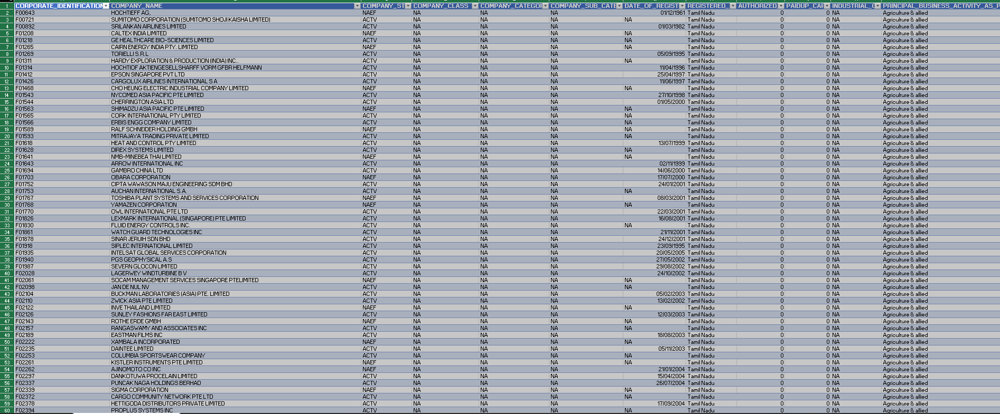 1 CORPORATE_IDENTIFICATION COMPANY_NAME COMPANY_ST COMPANY_CLASS COMPANY_CATEGO COMPANY_SUB_CATE DATE_OF_REGIST REGISTERED_ AUTHORIZED PAIDUP_CA INDUSTRIAL_ PRINCIPAL_BUSINESS_ACTIVITY_AS_P
2 F00643 HOCHTIEFF AG, NAEF NA NA NA 01/12/1961 Tamil Nadu 0 0 NA Agriculture & allied
3 F00721 SUMITOMO CORPORATION (SUMITOMO SHOJI KAISHA LIMITED) ACTV NA NA NA NA Tamil Nadu 0 0 NA Agriculture & allied
4 F00892 SRILANKAN AIRLINES LIMITED ACTV NA NA NA 01/03/1982 Tamil Nadu 0 0 NA Agriculture & allied
5 F01208 CALTEX INDIA LIMITED NAEF NA NA NA NA Tamil Nadu 0 0 NA Agriculture & allied
6 F01218 GE HEALTHCARE BIO-SCIENCES LIMITED ACTV NA NA NA NA Tamil Nadu 0 0 NA Agriculture & allied
7 F01265 CAIRN ENERGY INDIA PTY. LIMITED NAEF NA NA NA NA Tamil Nadu 0 0 NA Agriculture & allied
8 F01269 TORIELLI S.R.L ACTV NA NA NA 05/09/1995 Tamil Nadu 0 0 NA Agriculture & allied
9 F01311 HARDY EXPLORATION & PRODUCTION (INDIA) INC.. ACTV NA NA NA NA Tamil Nadu 0 0 NA Agriculture & allied
10 F01314 HOCHTIOF AKTIENGESELLSHARFF VORM GFBR HELFMANN ACTV NA NA NA 11/04/1996 Tamil Nadu 0 0 NA Agriculture & allied
11 F01412 EPSON SINGAPORE PVT LTD ACTV NA NA NA 25/04/1997 Tamil Nadu 0 0 NA Agriculture & allied
12 F01426 CARGOLUX AIRLINES INTERNATIONAL S A ACTV NA NA NA 11/06/1997 Tamil Nadu 0 0 NA Agriculture & allied
13 F01468 CHO HEUNG ELECTRIC INDUSTRIAL COMPANY LIMITED NAEF NA NA NA NA Tamil Nadu 0 0 NA Agriculture & allied
14 F01543 NYCOMED ASIA PACIFIC PTE LIMITED ACTV NA NA NA 27/10/1998 Tamil Nadu 0 0 NA Agriculture & allied
15 F01544 CHERRINGTON ASIA LTD ACTV NA NA NA 01/05/2000 Tamil Nadu 0 0 NA Agriculture & allied
16 F01563 SHIMADZU ASIA PACIFIC PTE LIMITED NAEF NA NA NA NA Tamil Nadu 0 0 NA Agriculture & allied
17 F01565 CORK INTERNATIONAL PTY LIMITED ACTV NA NA NA NA Tamil Nadu 0 0 NA Agriculture & allied
18 F01566 ERBIS ENGG COMPANY LIMITED ACTV NA NA NA NA Tamil Nadu 0 0 NA Agriculture & allied
19 F01589 RALF SCHNEIDER HOLDING GMBH NAEF NA NA NA NA Tamil Nadu 0 0 NA Agriculture & allied
20 F01593 MITRAJAYA TRADING PRIVATE LIMITED ACTV NA NA NA NA Tamil Nadu 0 0 NA Agriculture & allied
21 F01618 HEAT AND CONTROL PTY LIMITED ACTV NA NA NA 13/07/1999 Tamil Nadu 0 0 NA Agriculture & allied
22 F01628 DIREX SYSTEMS LIMITED ACTV NA NA NA NA Tamil Nadu 0 0 NA Agriculture & allied
23 F01641 NMB-MINEBEA THAI LIMITED NAEF NA NA NA NA Tamil Nadu 0 0 NA Agriculture & allied
24 F01643 ARROW INTERNATIONAL INC ACTV NA NA NA 02/11/1999 Tamil Nadu 0 0 NA Agriculture & allied
25 F01694 GAMBRO CHINA LTD ACTV NA NA NA 14/06/2000 Tamil Nadu 0 0 NA Agriculture & allied
26 F01703 OBARA CORPORATION NAEF NA NA NA 17/07/2000 Tamil Nadu 0 0 NA Agriculture & allied
27 F01752 CIPTA WAWASON MAJU ENGINEERING SDM BHD ACTV NA NA NA 24/01/2001 Tamil Nadu 0 0 NA Agriculture & allied
28 F01753 AUCHAN INTERNATIONAL S.A. ACTV NA NA NA NA Tamil Nadu 0 0 NA Agriculture & allied
29 F01767 TOSHIBA PLANT SYSTEMS AND SERVICES CORPORATION NAEF NA NA NA 08/03/2001 Tamil Nadu 0 0 NA Agriculture & allied
30 F01768 YAMAZEN CORPORATION NAEF NA NA NA NA Tamil Nadu 0 0 NA Agriculture & allied
31 F01770 OWL INTERNATIONAL PTE LTD ACTV NA NA NA 22/03/2001 Tamil Nadu 0 0 NA Agriculture & allied
32 F01826 LEXMARK INTERNATIONAL (SINGAPORE) PTE LIMITED ACTV NA NA NA 16/08/2001 Tamil Nadu 0 0 NA Agriculture & allied
33 F01830 FLUID ENERGY CONTROLS INC. ACTV NA NA NA NA Tamil Nadu 0 0 NA Agriculture & allied
34 F01861 WATCH GUARD TECHNOLOGIES INC ACTV NA NA NA 21/11/2001 Tamil Nadu 0 0 NA Agriculture & allied
35 F01878 SINAR JERUIH SDN BHD ACTV NA NA NA 24/12/2001 Tamil Nadu 0 0 NA Agriculture & allied
36 F01918 SIPLEC INTERNATIONAL LIMITED ACTV NA NA NA 23/09/1995 Tamil Nadu 0 0 NA Agriculture & allied
37 F01935 INTELSAT GLOBAL SERVICES CORPORATION ACTV NA NA NA 20/05/2005 Tamil Nadu 0 0 NA Agriculture & allied
38 F01940 PGS GEOPHYSICAL A.S ACTV NA NA NA 27/05/2002 Tamil Nadu 0 0 NA Agriculture & allied
39 F01987 SEVERN GLOCON LIMITED ACTV NA NA NA 29/08/2002 Tamil Nadu 0 0 NA Agriculture & allied
40 F02028 LAGERWEY WINDTURBINE B V ACTV NA NA NA 24/10/2002 Tamil Nadu 0 0 NA Agriculture & allied
41 F02061 SOCAM MANAGEMENT SERVICES SINGAPORE PTELIMITED NAEF NA NA NA NA Tamil Nadu 0 0 NA Agriculture & allied
42 F02098 JAN DE NUL NV ACTV NA NA NA NA Tamil Nadu 0 0 NA Agriculture & allied
43 F02104 BUCKMAN LABORATORIES (ASIA) PTE. LIMITED ACTV NA NA NA 05/02/2003 Tamil Nadu 0 0 NA Agriculture & allied
44 F02110 ZWICK ASIA PTE LIMITED ACTV NA NA NA 13/02/2002 Tamil Nadu 0 0 NA Agriculture & allied
45 F02122 INVE THAILAND LIMITED NAEF NA NA NA NA Tamil Nadu 0 0 NA Agriculture & allied
46 F02126 SUNLEY FASHIONS FAR EAST LIMITED ACTV NA NA NA 12/03/2003 Tamil Nadu 0 0 NA Agriculture & allied
47 F02143 ROTHE ERDE GMBH NAEF NA NA NA NA Tamil Nadu 0 0 NA Agriculture & allied
48 F02157 RANGASWAMY AND ASSOCIATES INC ACTV NA NA NA NA Tamil Nadu 0 0 NA Agriculture & allied
49 F02189 EASTMAN FILMS INC ACTV NA NA NA 18/08/2003 Tamil Nadu 0 0 NA Agriculture & allied
50 F02222 XAMBALA INCORPORATED NAEF NA NA NA NA Tamil Nadu 0 0 NA Agriculture & allied
51 F02235 DAINTEE LIMITED ACTV NA NA NA 05/11/2003 Tamil Nadu 0 0 NA Agriculture & allied
52 F02253 COLUMBIA SPORTSWEAR COMPANY ACTV NA NA NA NA Tamil Nadu 0 0 NA Agriculture & allied
53 F02261 KISTLER INSTRUMENTS PTE LIMITED NAEF NA NA NA NA Tamil Nadu 0 0 NA Agriculture & allied
54 F02262 AJINOMOTO CO INC NAEF NA NA NA 21/01/2004 Tamil Nadu 0 0 NA Agriculture & allied
55 F02297 DANKOTUWA PROCELAIN LIMITED ACTV NA NA NA 15/04/2004 Tamil Nadu 0 0 NA Agriculture & allied
56 F02337 PUNCAK NAGA HOLDINGS BERHAD ACTV NA NA NA 26/07/2004 Tamil Nadu 0 0 NA Agriculture & allied
57 F02339 SIGMA CORPORATION NAEF NA NA NA NA Tamil Nadu 0 0 NA Agriculture & allied
58 F02372 CARGO COMMUNITY NETWORK PTE LTD ACTV NA NA NA NA Tamil Nadu 0 0 NA Agriculture & allied
59 F02378 HETTIGODA DISTRIBUTORS PRIVATE LIMITED ACTV NA NA NA 17/09/2004 Tamil Nadu 0 0 NA Agriculture & allied
60 F02394 PROPLUS SYSTEMS INC ACTV NA NA NA NA Tamil Nadu 0 0 NA Agriculture & allied